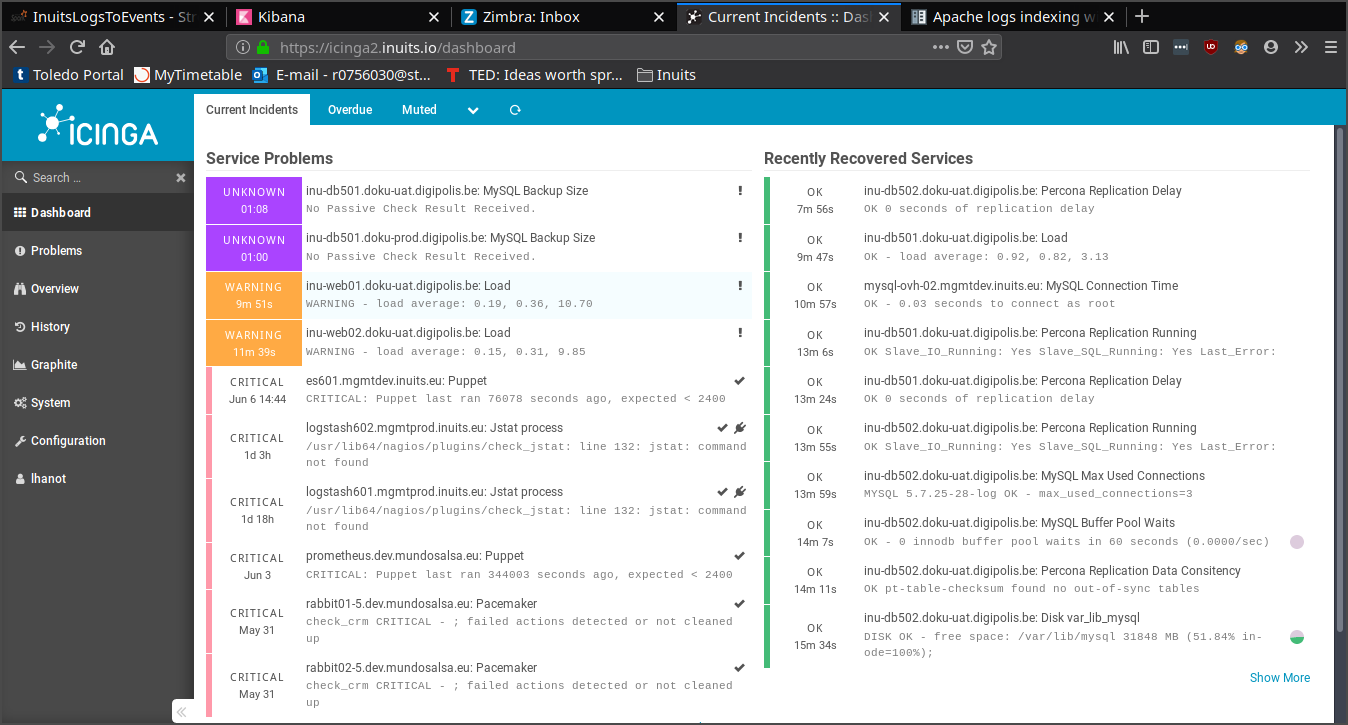 InuitsLogsToEvents - Str
Kibana
Zimbra: Inbox
Current Incidents :: Das
Apache logs indexing w
https://icinga2.inuits.io/dashboard
Toledo Portal
MyTimetable
E-mail - r0756030@st...
TED: Ideas worth spr...
Inuits
ICINGA
Current Incidents
Overdue
Muted
Search ...
Dashboard
Problems
Overview
History
Graphite
System
Configuration
lhanot
Service Problems
UNKNOWN
01:08
inu-db501.doku-uat.digipolis.be: MySQL Backup Size
No Passive Check Result Received.
UNKNOWN
01:00
inu-db501.doku-prod.digipolis.be: MySQL Backup Size
No Passive Check Result Received.
WARNING
9m 51s
inu-web01.doku-uat.digipolis.be: Load
WARNING - load average: 0.19, 0.36, 10.70
WARNING
11m 39s
inu-web02.doku-uat.digipolis.be: Load
WARNING - load average: 0.15, 0.31, 9.85
CRITICAL
Jun 6 14:44
es601.mgmtdev.inuits.eu: Puppet
CRITICAL: Puppet last ran 76078 seconds ago, expected < 2400
CRITICAL
1d 3h
logstash602.mgmtprod.inuits.eu: Jstat process
/usr/lib64/nagios/plugins/check_jstat: line 132: jstat: command
not found
CRITICAL
1d 18h
logstash601.mgmtprod.inuits.eu: Jstat process
/usr/lib64/nagios/plugins/check_jstat: line 132: jstat: command
not found
CRITICAL
Jun 3
prometheus.dev.mundosalsa.eu: Puppet
CRITICAL: Puppet last ran 344003 seconds ago, expected < 2400
CRITICAL
May 31
rabbit01-5.dev.mundosalsa.eu: Pacemaker
check_crm CRITICAL - ; failed actions detected or not cleaned
up
CRITICAL
May 31
rabbit02-5.dev.mundosalsa.eu: Pacemaker
check_crm CRITICAL - ; failed actions detected or not cleaned
up
Recently Recovered Services
OK
7m 56s
inu-db502.doku-uat.digipolis.be: Percona Replication Delay
OK 0 seconds of replication delay
OK
9m 47s
inu-db501.doku-uat.digipolis.be: Load
OK - load average: 0.92, 0.82, 3.13
OK
10m 57s
mysql-ovh-02.mgmtdev.inuits.eu: MySQL Connection Time
OK - 0.03 seconds to connect as root
OK
13m 6s
inu-db501.doku-uat.digipolis.be: Percona Replication Running
OK Slave_IO_Running: Yes Slave_SQL_Running: Yes Last_Error:
OK
13m 24s
inu-db501.doku-uat.digipolis.be: Percona Replication Delay
OK 0 seconds of replication delay
OK
13m 55s
inu-db502.doku-uat.digipolis.be: Percona Replication Running
OK Slave_IO_Running: Yes Slave_SQL_Running: Yes Last_Error:
OK
13m 59s
inu-db502.doku-uat.digipolis.be: MySQL Max Used Connections
MYSQL 5.7.25-28-log OK - max_used_connections=3
OK
14m 7s
inu-db502.doku-uat.digipolis.be: MySQL Buffer Pool Waits
OK - 0 innodb buffer pool waits in 60 seconds (0.0000/sec)
OK
14m 11s
inu-db502.doku-uat.digipolis.be: Percona Replication Data Consitency
OK pt-table-checksum found no out-of-sync tables
OK
15m 34s
inu-db502.doku-uat.digipolis.be: Disk var_lib_mysql
DISK OK - free space: /var/lib/mysql 31848 MB (51.84% in-
ode=100%);
Show More